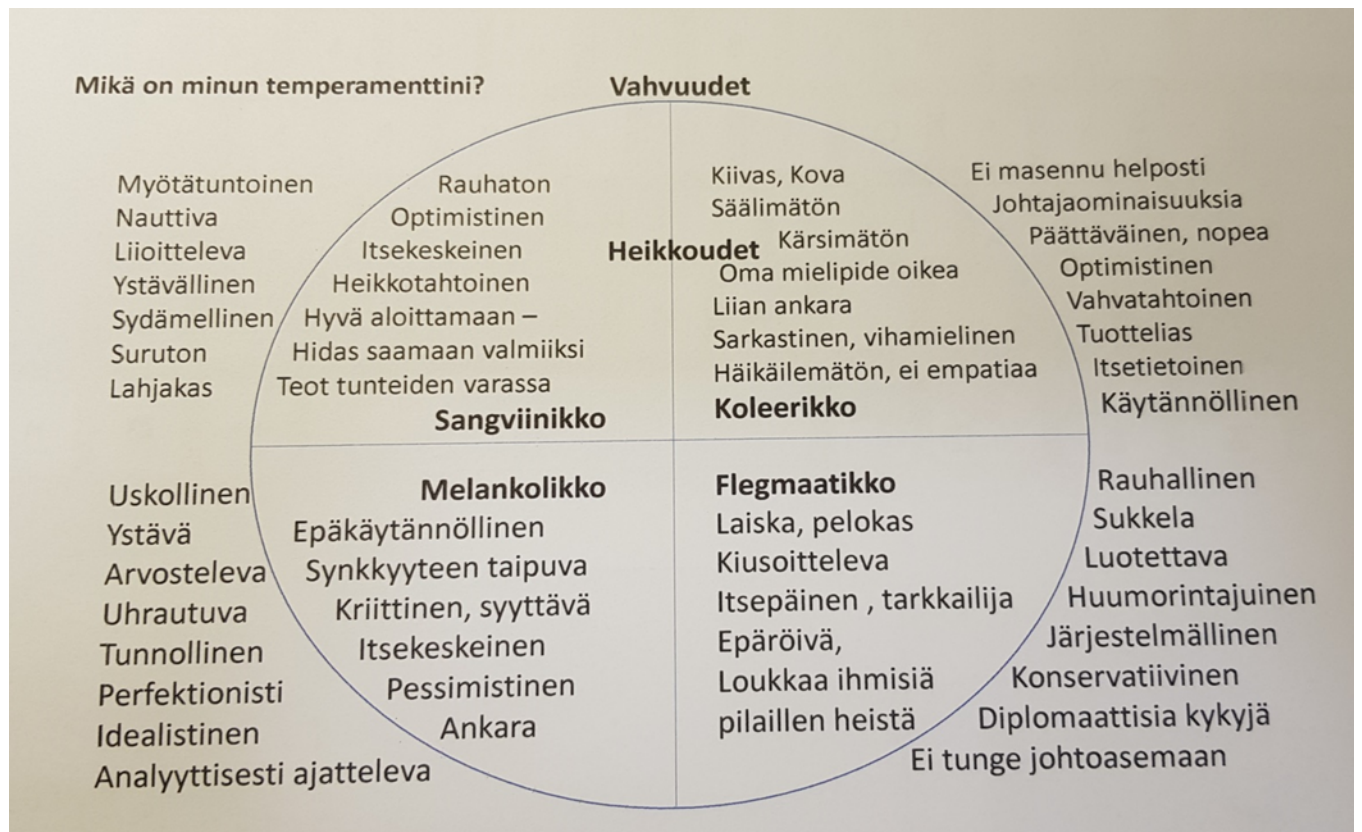 Mikä on minun temperamenttini?
Vahvuudet
Myötätuntoinen
Nauttiva
Liioitteleva
Ystävällinen
Sydämellinen
Suruton
Lahjakas
Rauhaton
Optimistinen
Itsekeskeinen
Heikkotahtoinen
Hyvä aloittamaan –
Hidas saamaan valmiiksi
Teot tunteiden varassa
Sangviinikko
Heikkoudet
Kiivas, Kova
Säälimätön
Kärsimätön
Oma mielipide oikea
Liian ankara
Sarkastinen, vihamielinen
Häikäilemätön, ei empatiaa
Koleerikko
Ei masennu helposti
Johtajaominaisuuksia
Päättäväinen, nopea
Optimistinen
Vahvatahtoinen
Tuottelias
Itsetietoinen
Käytännöllinen
Uskollinen
Ystävä
Arvosteleva
Uhrautuva
Tunnollinen
Perfektionisti
Idealistinen
Analyyttisesti ajatteleva
Melankolikko
Epäkäytännöllinen
Synkkyyteen taipuva
Kriittinen, syyttävä
Itsekeskeinen
Pessimistinen
Ankara
Flegmaatikko
Laiska, pelokas
Kiusoitteleva
Itsepäinen , tarkkailija
Epäröivä,
Loukkaa ihmisiä
pilaillen heistä
Rauhallinen
Sukkela
Luotettava
Huumorintajuinen
Järjestelmällinen
Konservatiivinen
Diplomaattisia kykyjä
Ei tunge johtoasemaan